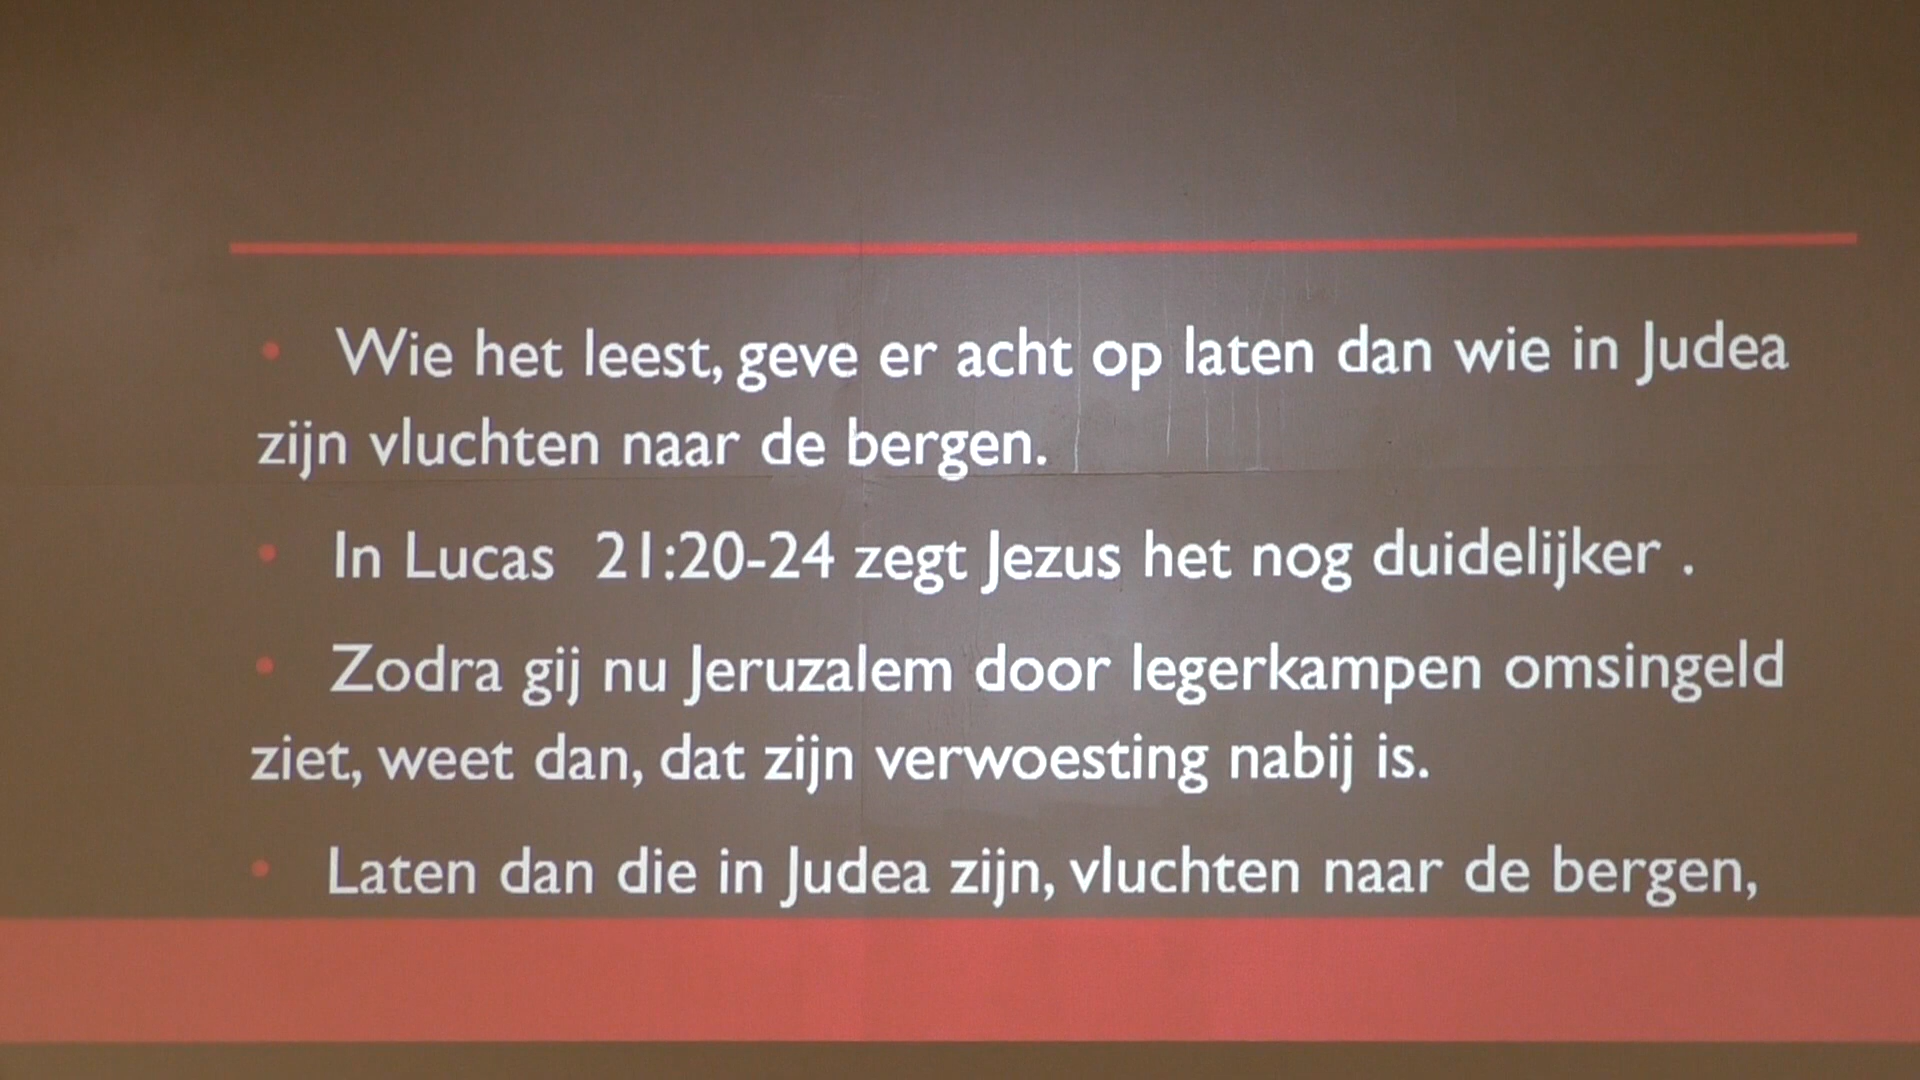 • Wie het leest, geve er acht op laten dan wie in Judea
zijn vluchten naar de bergen.
• In Lucas 21:20-24 zegt Jezus het nog duidelijker .
• Zodra gij nu Jeruzalem door legerkampen omsingeld
ziet, weet dan, dat zijn verwoesting nabij is.
• Laten dan die in Judea zijn, vluchten naar de bergen,